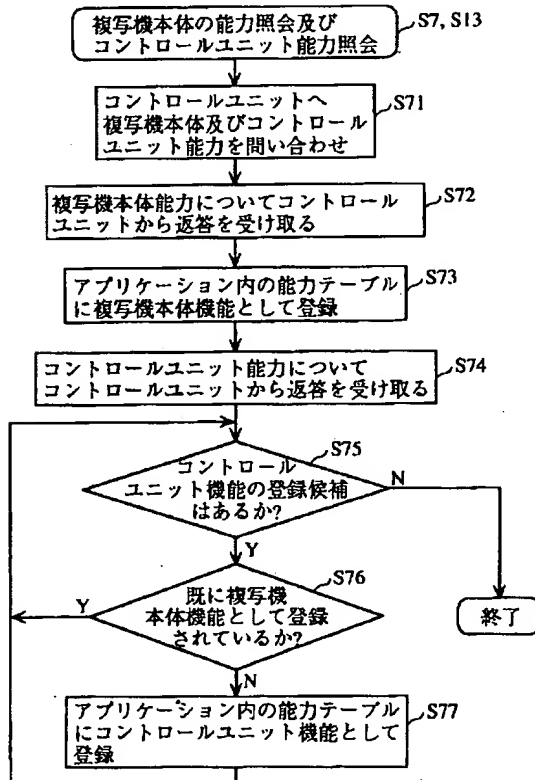 複写機本体の能力照会及び
コントロールユニット能力照会
S7, S13
コントロールユニットへ
複写機本体及びコントロール
ユニット能力を問い合わせ
S71
複写機本体能力についてコントロール
ユニットから返答を受け取る
S72
アプリケーション内の能力テーブル
に複写機本体機能として登録
S73
コントロールユニット能力について
コントロールユニットから返答を受け取る
S74
S75
コントロール
ユニット機能の登録候補
はあるか?
N
Y
S76
既に複写機
本体機能として登録
されているか?
Y
終了
N
アプリケーション内の能力テーブル
にコントロールユニット機能として
登録
S77